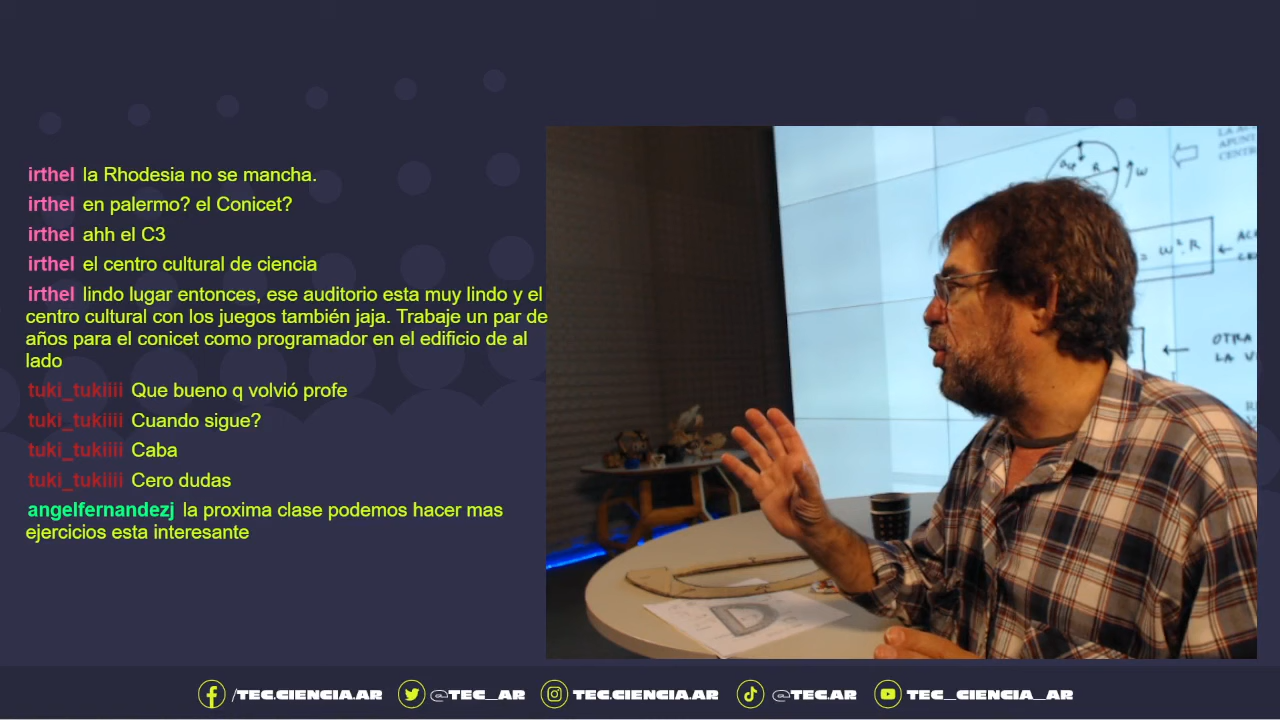 irthel la Rhodesia no se mancha.
irthel en palermo? el Conicet?
irthel ahh el C3
irthel el centro cultural de ciencia
irthel lindo lugar entonces, ese auditorio esta muy lindo y el
centro cultural con los juegos también jaja. Trabaje un par de
años para el conicet como programador en el edificio de al
lado
tuki_tukiiii Que bueno q volvió profe
tuki_tukiiii Cuando sigue?
tuki_tukiiii Caba
tuki_tukiiii Cero dudas
angelfernandezj la proxima clase podemos hacer mas
ejercicios esta interesante
R
w
= w². R
OTRA
LA V
/TEC.CIENCIA.AR
@TEC_AR
TEC.CIENCIA.AR
@TEC.AR
TEC_CIENCIA_AR